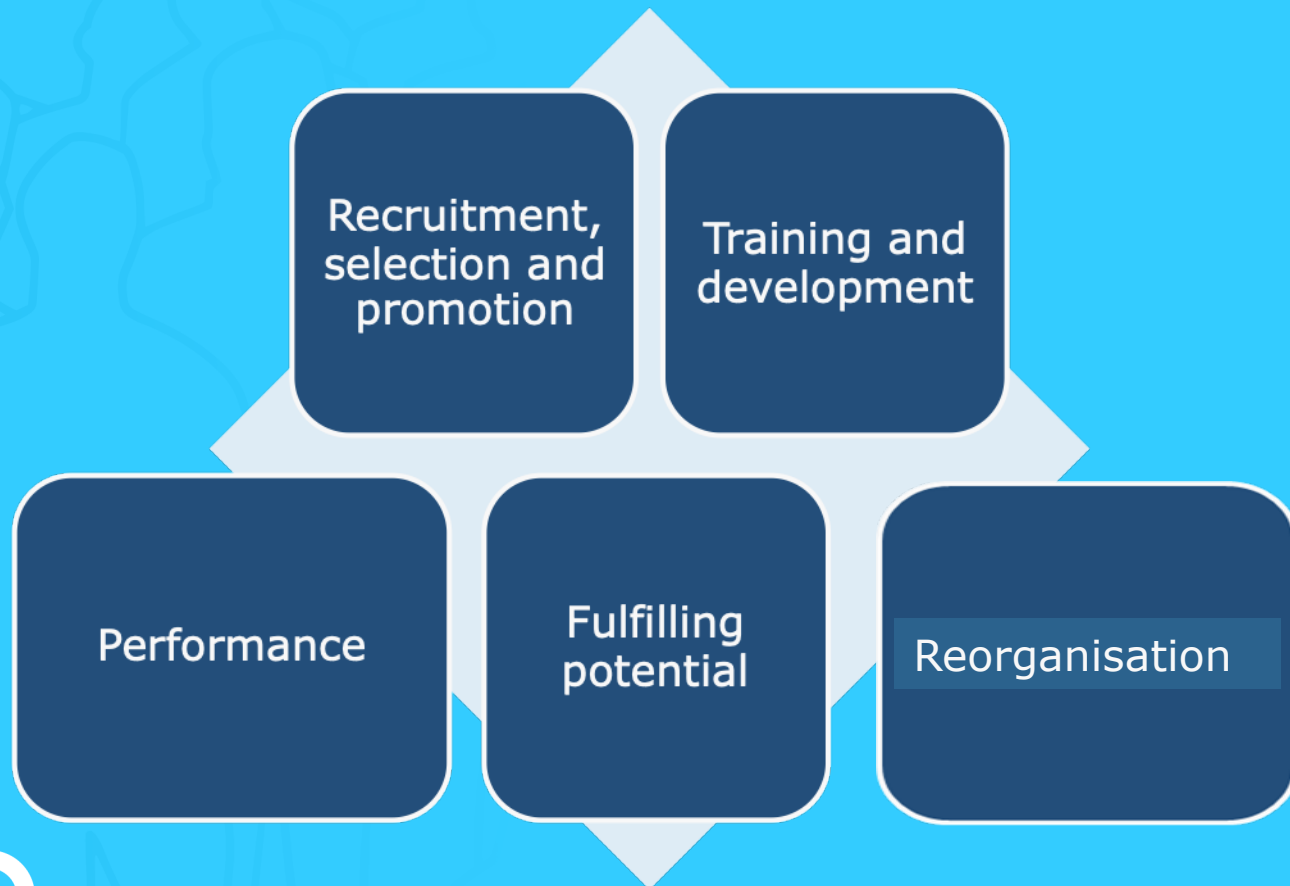 Recruitment,
selection and
promotion
Training and
development
Performance
Fulfilling
potential
Reorganisation